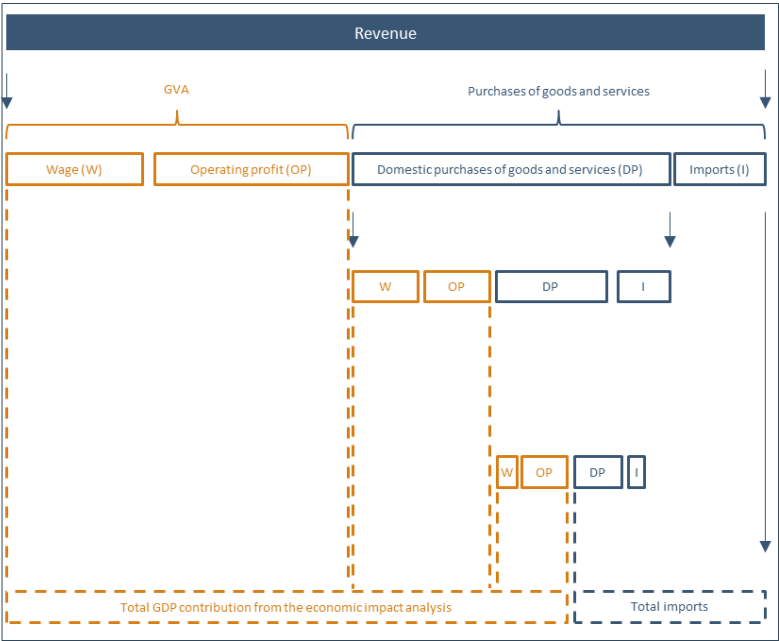 Revenue
GVA
Purchases of goods and services
Wage (W)
Operating profit (OP)
Domestic purchases of goods and services (DP)
Imports (I)
W
OP
DP
I
W
OP
DP
I
Total GDP contribution from the economic impact analysis
Total imports